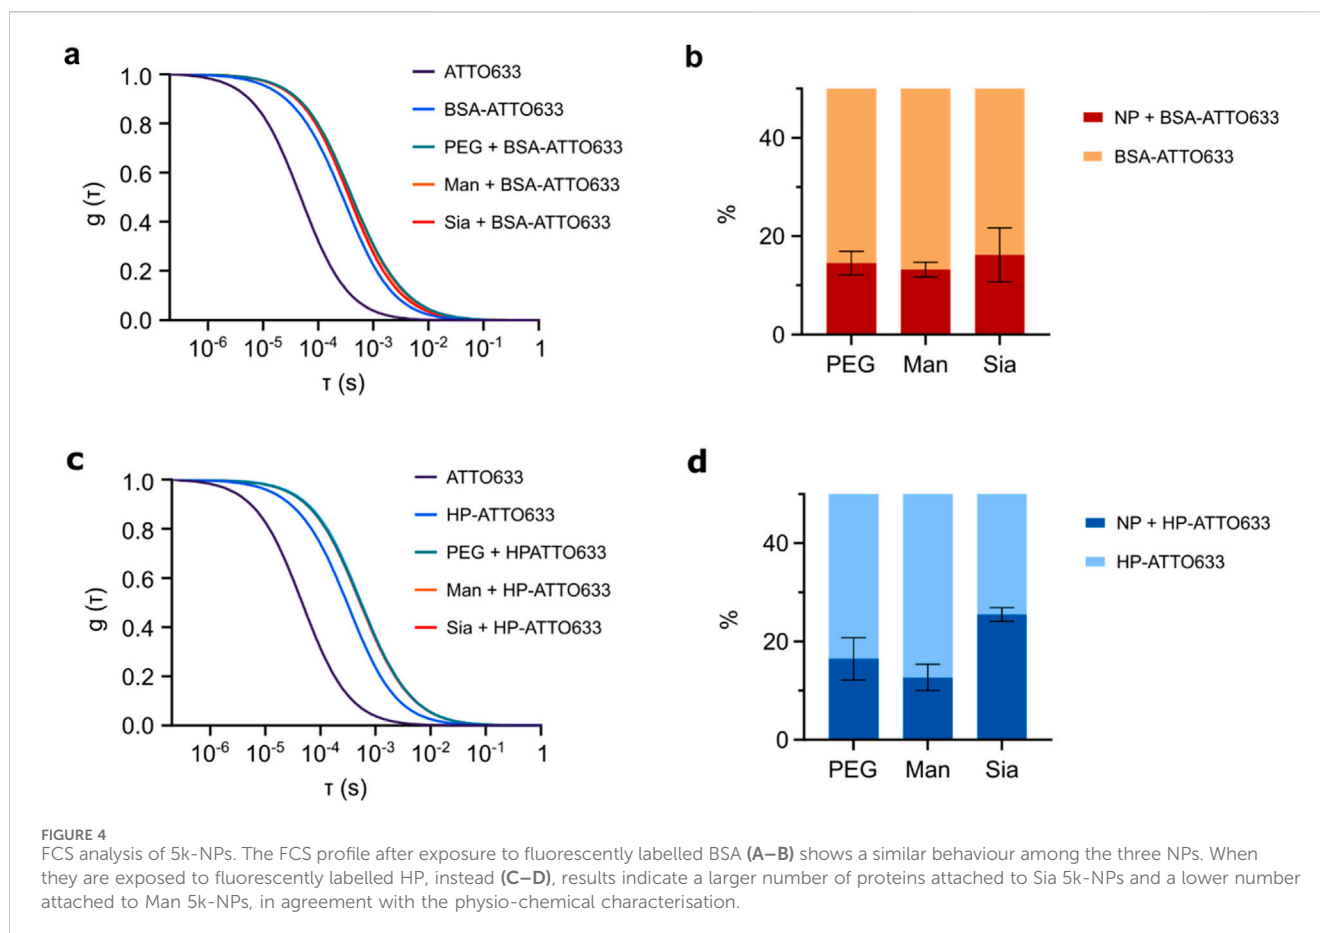 a
1.0
0.8
0.6
0.4
0.2
0.0
g (τ)
10-6 10-5 10-4 10-3 10-2 10-1 1
τ (s)
ATTO633
BSA-ATTO633
PEG + BSA-ATTO633
Man + BSA-ATTO633
Sia + BSA-ATTO633
b
40
20
0
%
PEG Man Sia
NP + BSA-ATTO633
BSA-ATTO633
c
1.0
0.8
0.6
0.4
0.2
0.0
g (τ)
10-6 10-5 10-4 10-3 10-2 10-1 1
τ (s)
ATTO633
HP-ATTO633
PEG + HPATTO633
Man + HP-ATTO633
Sia + HP-ATTO633
d
40
20
0
%
PEG Man Sia
NP + HP-ATTO633
HP-ATTO633
FIGURE 4
FCS analysis of 5k-NPs. The FCS profile after exposure to fluorescently labelled BSA (A–B) shows a similar behaviour among the three NPs. When
they are exposed to fluorescently labelled HP, instead (C–D), results indicate a larger number of proteins attached to Sia 5k-NPs and a lower number
attached to Man 5k-NPs, in agreement with the physio-chemical characterisation.